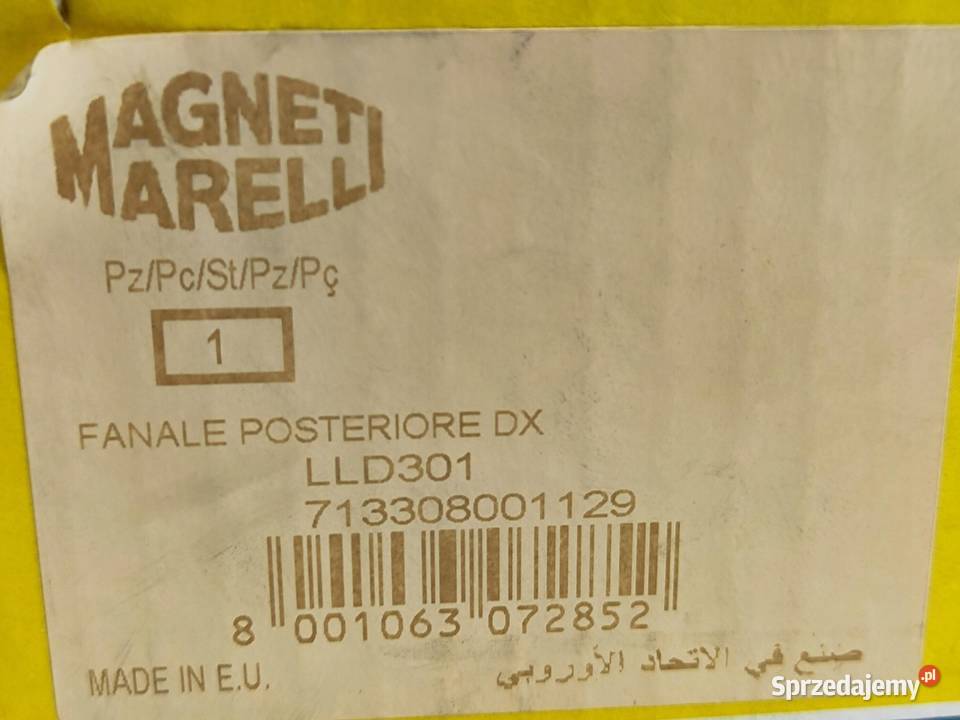 MAGNETI
MARELLI
Pz/Pc/St/Pz/Pç
1
FANALE POSTERIORE DX
LLD301
713308001129
8 001063 072852
MADE IN E.U.
صنع في الاتحاد الأوروبي
Sprzedajemy.pl